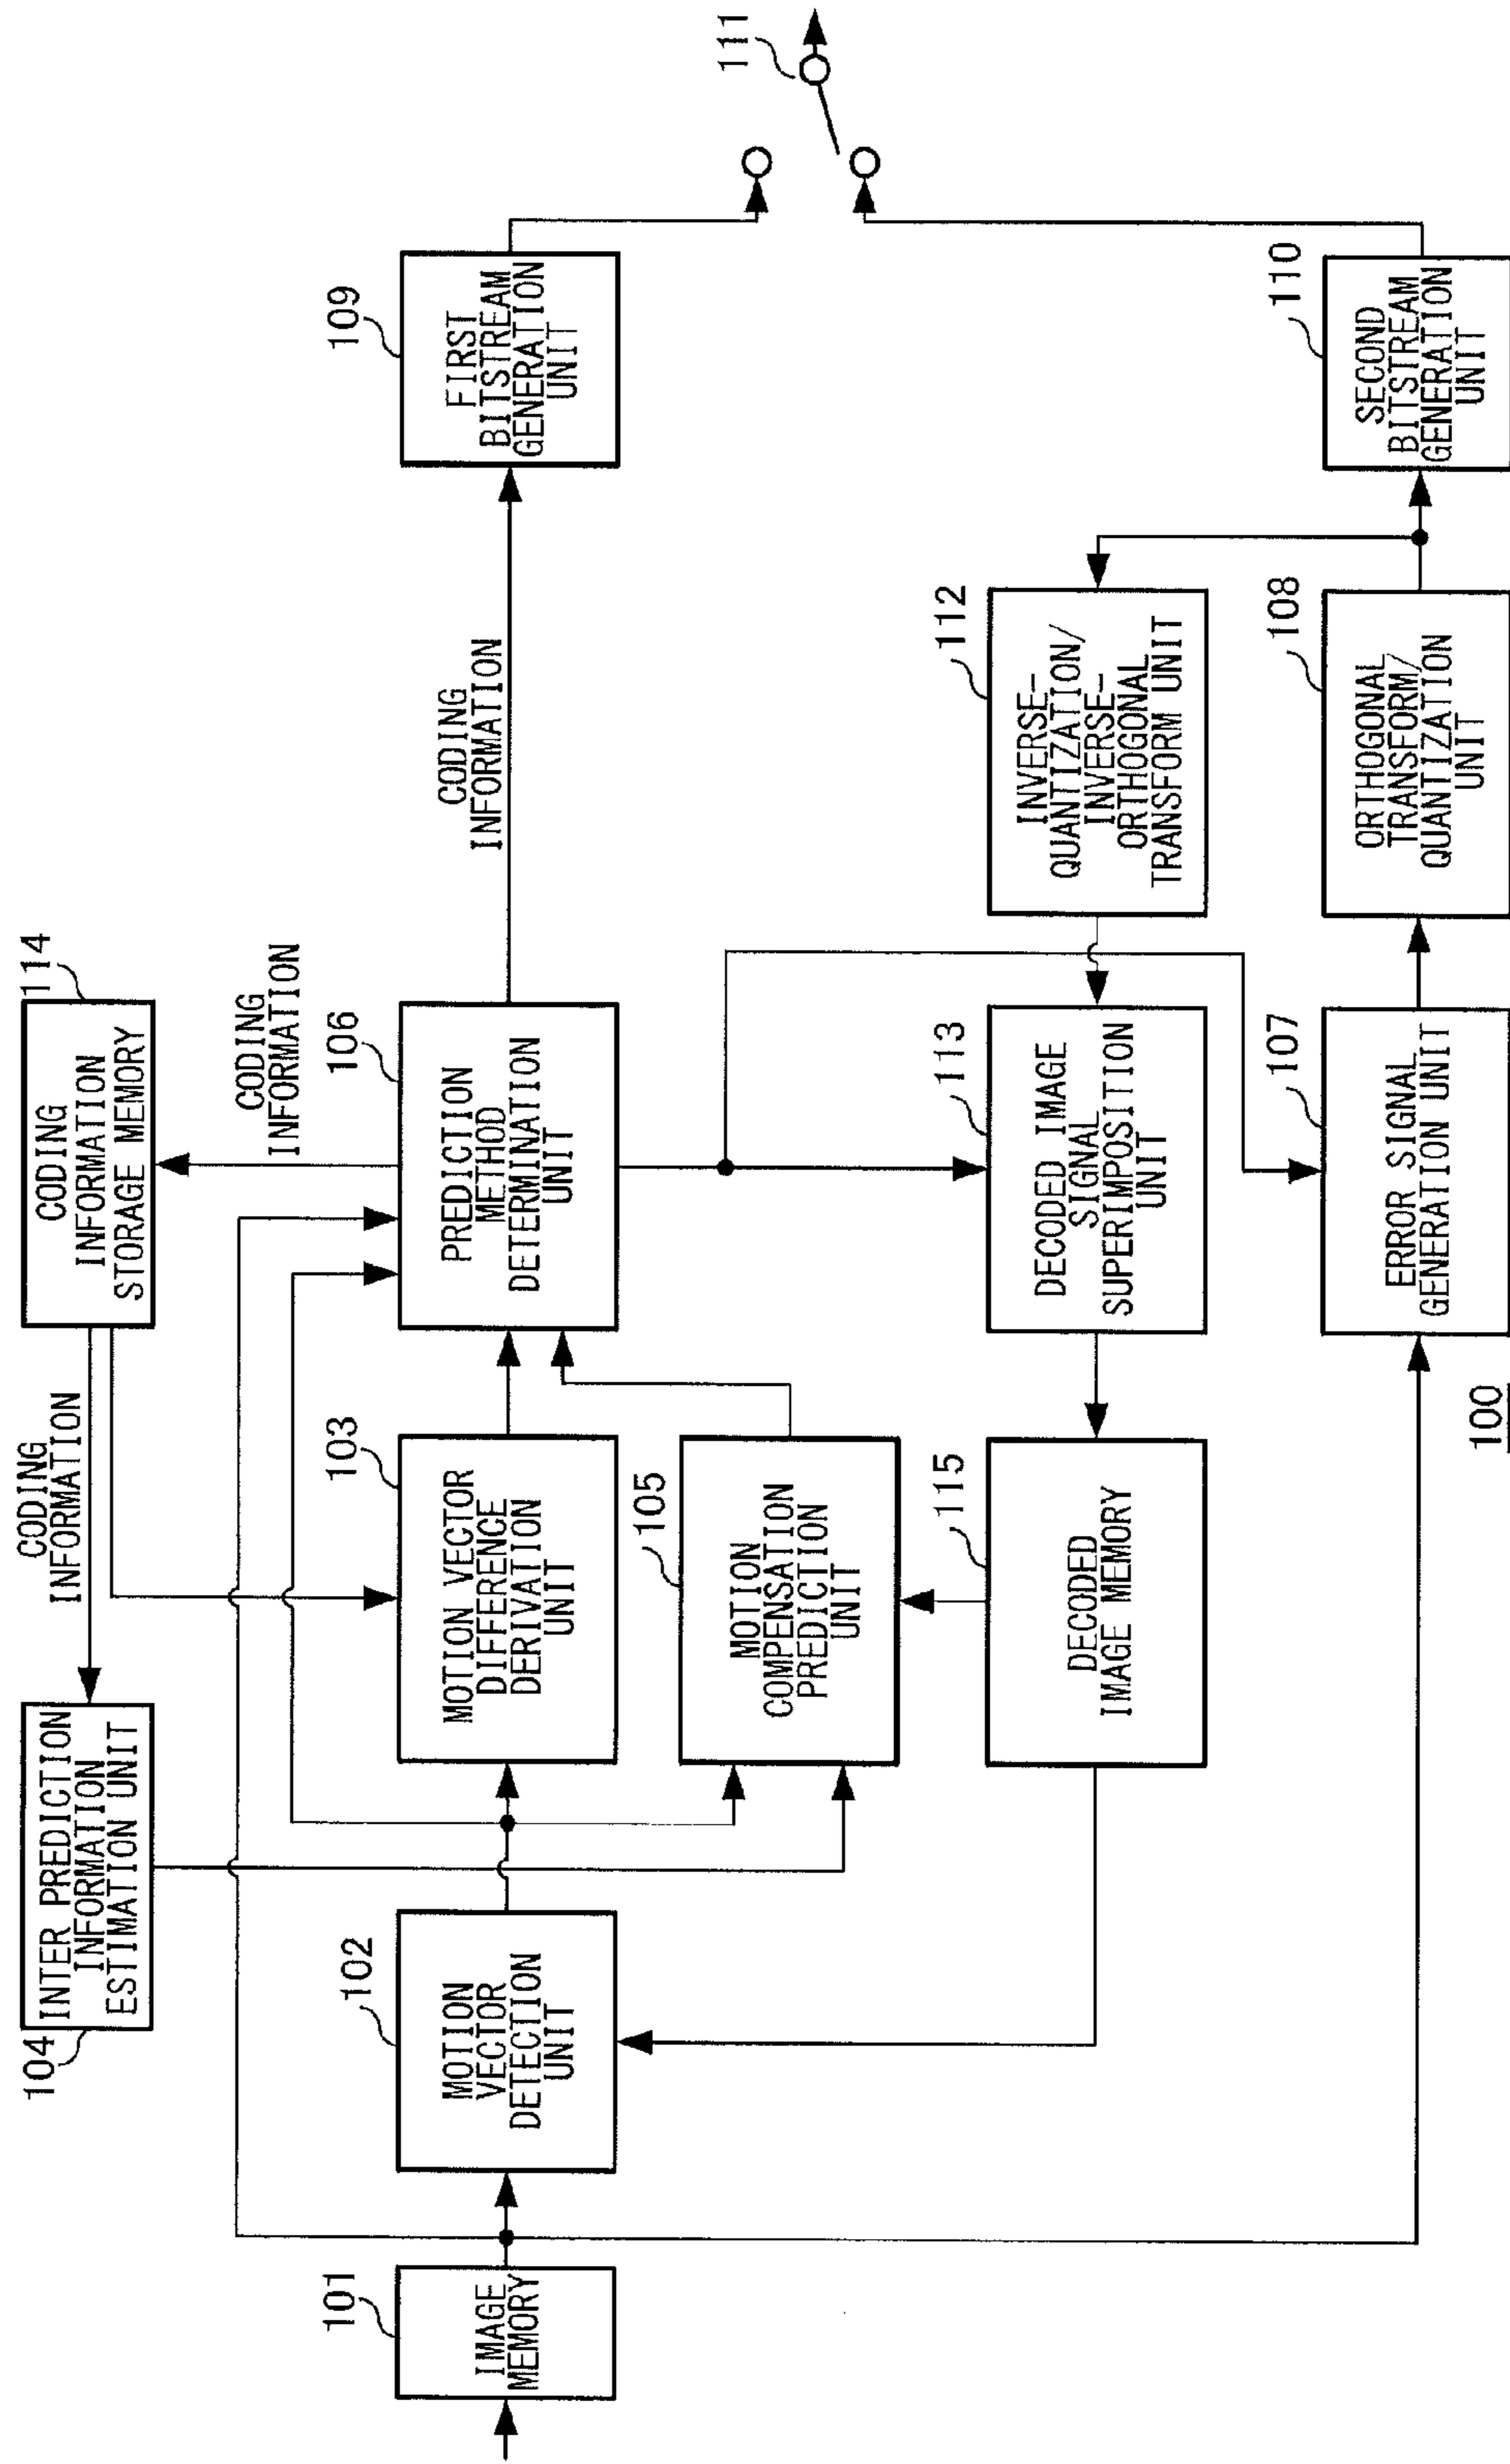 104
INTER PREDICTION
INFORMATION
ESTIMATION UNIT
CODING
INFORMATION
114
CODING
INFORMATION
STORAGE MEMORY
CODING
INFORMATION
101
IMAGE
MEMORY
102
MOTION
VECTOR
DETECTION
UNIT
103
MOTION VECTOR
DIFFERENCE
DERIVATION
UNIT
106
PREDICTION
METHOD
DETERMINATION
UNIT
CODING
INFORMATION
109
FIRST
BITSTREAM
GENERATION
UNIT
105
MOTION
COMPENSATION
PREDICTION
UNIT
111
115
DECODED
IMAGE MEMORY
113
DECODED IMAGE
SIGNAL
SUPERIMPOSITION
UNIT
112
INVERSE-
QUANTIZATION/
INVERSE-
ORTHOGONAL
TRANSFORM UNIT
107
ERROR SIGNAL
GENERATION UNIT
108
ORTHOGONAL
TRANSFORM/
QUANTIZATION
UNIT
110
SECOND
BITSTREAM
GENERATION
UNIT
100